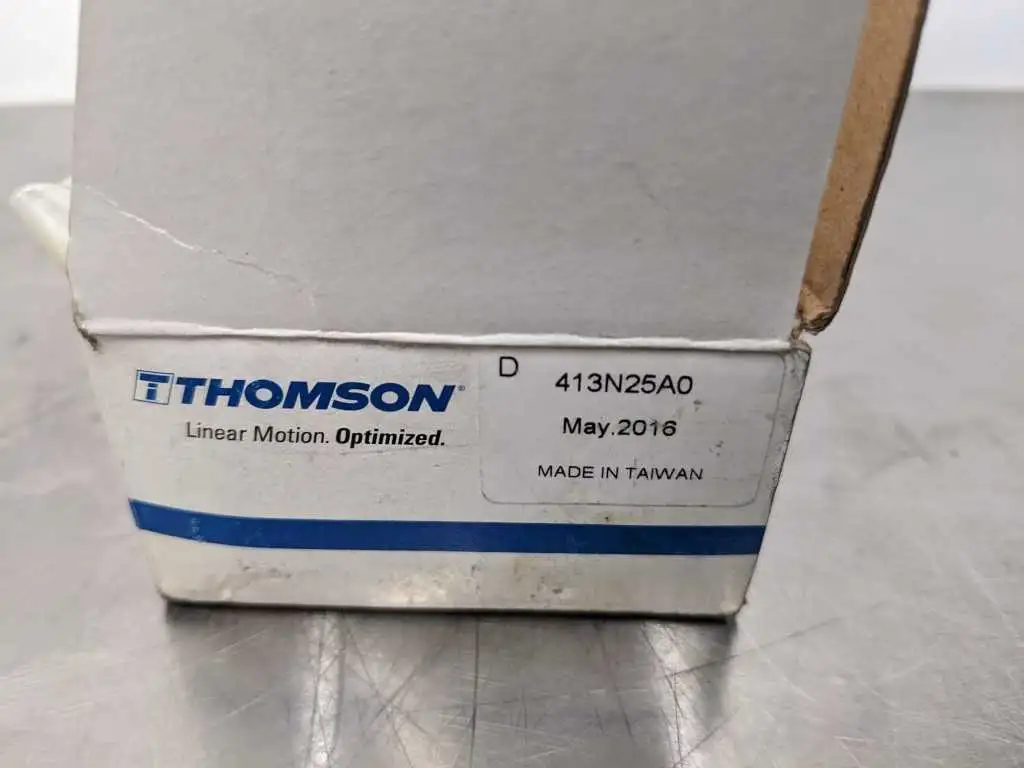 T THOMSON®
Linear Motion. Optimized.
D
413N25A0
May.2016
MADE IN TAIWAN